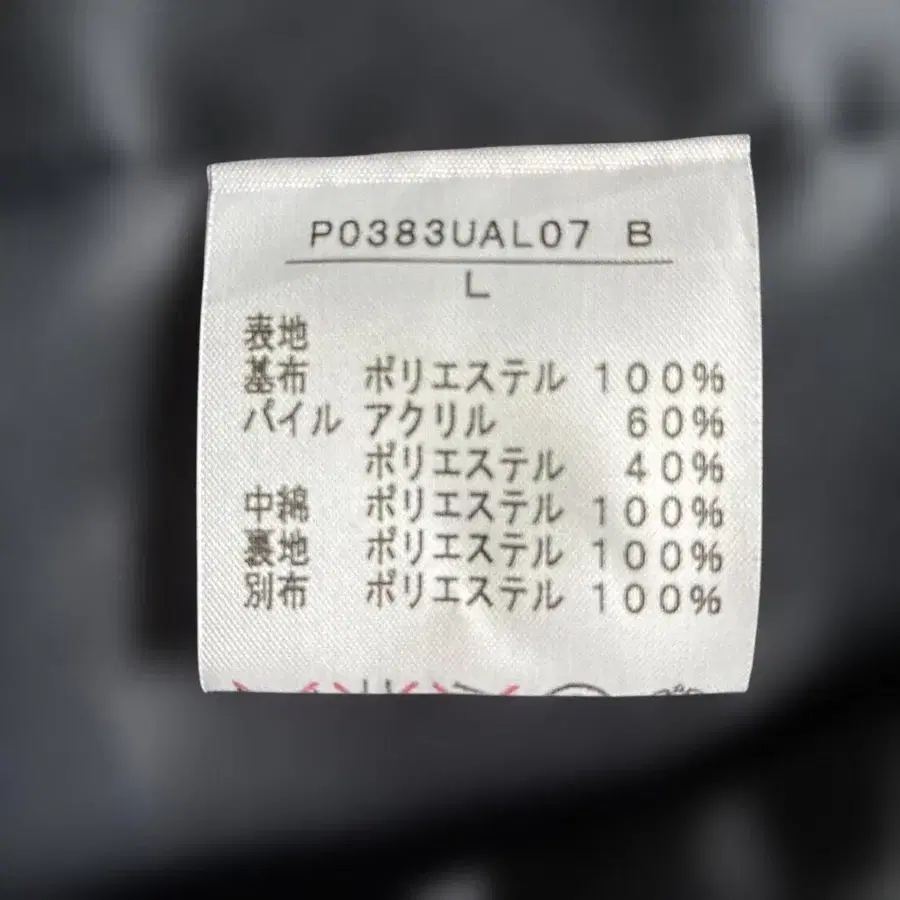 P0383UAL07 B
L
表地
基布 ポリエステル 100%
パイル アクリル 60%
ポリエステル 40%
中綿 ポリエステル 100%
裏地 ポリエステル 100%
別布 ポリエステル 100%